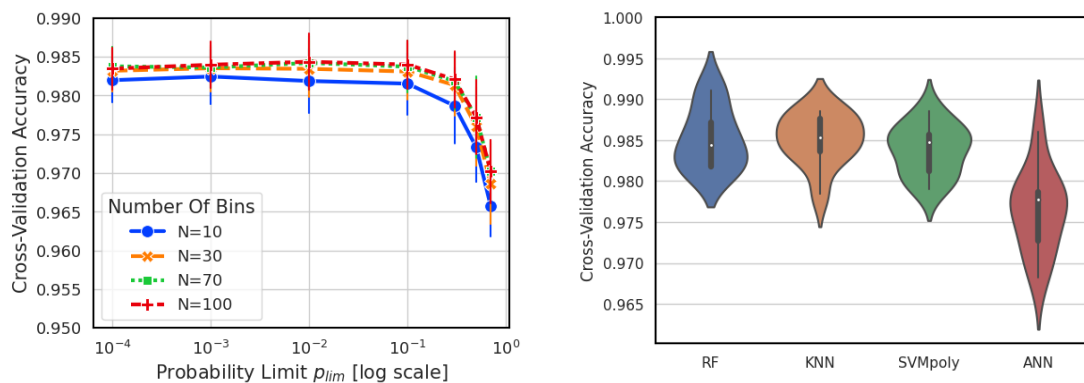 0.990
0.985
0.980
0.975
0.970
0.965
0.960
0.955
0.950
Cross-Validation Accuracy
Number Of Bins
N=10
N=30
N=70
N=100
10⁻⁴
10⁻³
10⁻²
10⁻¹
10⁰
Probability Limit p_lim [log scale]
1.000
0.995
0.990
0.985
0.980
0.975
0.970
0.965
Cross-Validation Accuracy
RF
KNN
SVMpoly
ANN